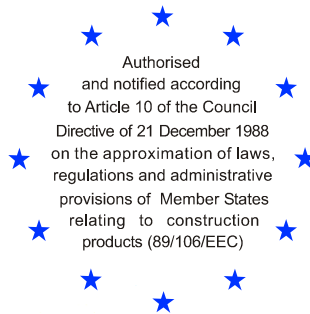 Authorised
and notified according
to Article 10 of the Council
Directive of 21 December 1988
on the approximation of laws,
regulations and administrative
provisions of Member States
relating to construction
products (89/106/EEC)